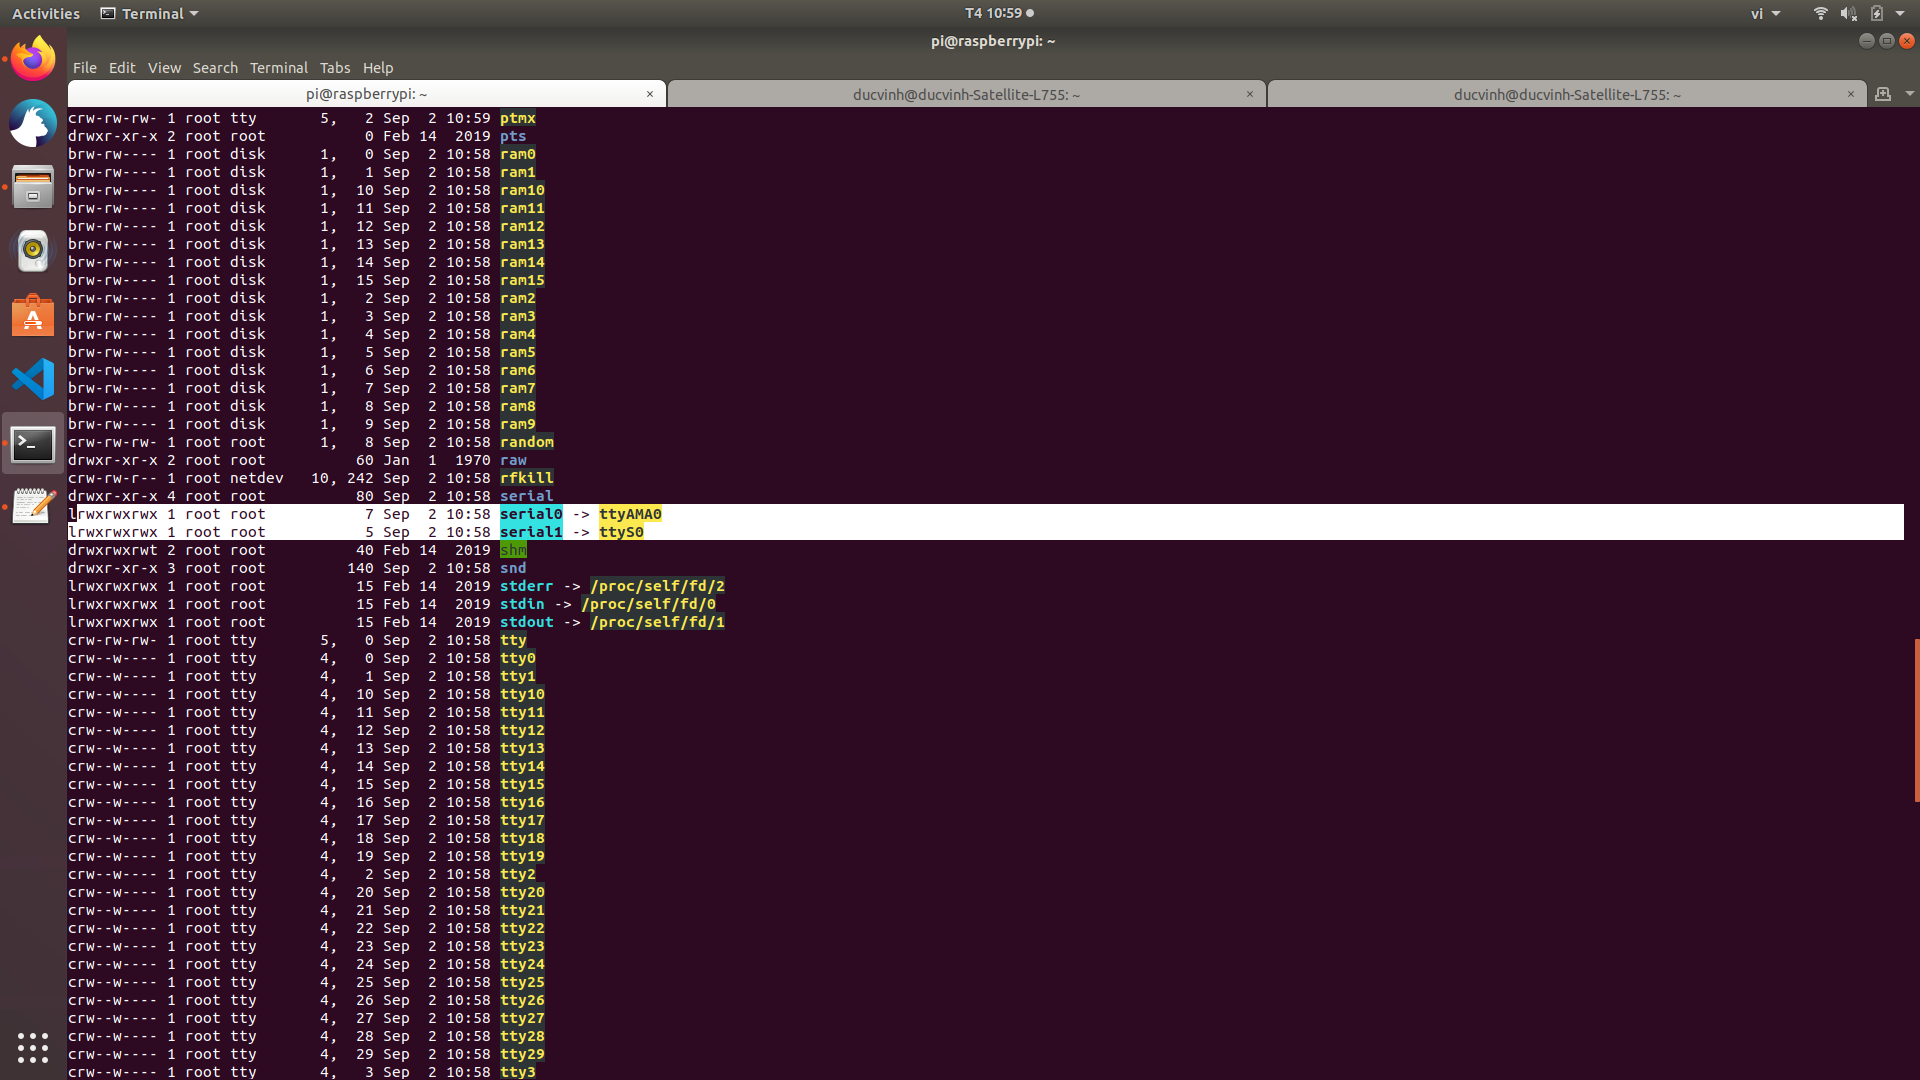 Activities Terminal T4 10:59 vi
pi@raspberrypi: ~
File Edit View Search Terminal Tabs Help
pi@raspberrypi: ~ × ducvinh@ducvinh-Satellite-L755: ~ × ducvinh@ducvinh-Satellite-L755: ~ ×
crw-rw-rw- 1 root tty 5, 2 Sep 2 10:59 ptmx
drwxr-xr-x 2 root root 0 Feb 14 2019 pts
brw-rw---- 1 root disk 1, 0 Sep 2 10:58 ram0
brw-rw---- 1 root disk 1, 1 Sep 2 10:58 ram1
brw-rw---- 1 root disk 1, 10 Sep 2 10:58 ram10
brw-rw---- 1 root disk 1, 11 Sep 2 10:58 ram11
brw-rw---- 1 root disk 1, 12 Sep 2 10:58 ram12
brw-rw---- 1 root disk 1, 13 Sep 2 10:58 ram13
brw-rw---- 1 root disk 1, 14 Sep 2 10:58 ram14
brw-rw---- 1 root disk 1, 15 Sep 2 10:58 ram15
brw-rw---- 1 root disk 1, 2 Sep 2 10:58 ram2
brw-rw---- 1 root disk 1, 3 Sep 2 10:58 ram3
brw-rw---- 1 root disk 1, 4 Sep 2 10:58 ram4
brw-rw---- 1 root disk 1, 5 Sep 2 10:58 ram5
brw-rw---- 1 root disk 1, 6 Sep 2 10:58 ram6
brw-rw---- 1 root disk 1, 7 Sep 2 10:58 ram7
brw-rw---- 1 root disk 1, 8 Sep 2 10:58 ram8
brw-rw---- 1 root disk 1, 9 Sep 2 10:58 ram9
crw-rw-rw- 1 root root 1, 8 Sep 2 10:58 random
drwxr-xr-x 2 root root 60 Jan 1 1970 raw
crw-rw-r-- 1 root netdev 10, 242 Sep 2 10:58 rfkill
drwxr-xr-x 4 root root 80 Sep 2 10:58 serial
lrwxrwxrwx 1 root root 7 Sep 2 10:58 serial0 -> ttyAMA0
lrwxrwxrwx 1 root root 5 Sep 2 10:58 serial1 -> ttyS0
drwxrwxrwt 2 root root 40 Feb 14 2019 shm
drwxr-xr-x 3 root root 140 Sep 2 10:58 snd
lrwxrwxrwx 1 root root 15 Feb 14 2019 stderr -> /proc/self/fd/2
lrwxrwxrwx 1 root root 15 Feb 14 2019 stdin -> /proc/self/fd/0
lrwxrwxrwx 1 root root 15 Feb 14 2019 stdout -> /proc/self/fd/1
crw-rw-rw- 1 root tty 5, 0 Sep 2 10:58 tty
crw--w---- 1 root tty 4, 0 Sep 2 10:58 tty0
crw--w---- 1 root tty 4, 1 Sep 2 10:58 tty1
crw--w---- 1 root tty 4, 10 Sep 2 10:58 tty10
crw--w---- 1 root tty 4, 11 Sep 2 10:58 tty11
crw--w---- 1 root tty 4, 12 Sep 2 10:58 tty12
crw--w---- 1 root tty 4, 13 Sep 2 10:58 tty13
crw--w---- 1 root tty 4, 14 Sep 2 10:58 tty14
crw--w---- 1 root tty 4, 15 Sep 2 10:58 tty15
crw--w---- 1 root tty 4, 16 Sep 2 10:58 tty16
crw--w---- 1 root tty 4, 17 Sep 2 10:58 tty17
crw--w---- 1 root tty 4, 18 Sep 2 10:58 tty18
crw--w---- 1 root tty 4, 19 Sep 2 10:58 tty19
crw--w---- 1 root tty 4, 2 Sep 2 10:58 tty2
crw--w---- 1 root tty 4, 20 Sep 2 10:58 tty20
crw--w---- 1 root tty 4, 21 Sep 2 10:58 tty21
crw--w---- 1 root tty 4, 22 Sep 2 10:58 tty22
crw--w---- 1 root tty 4, 23 Sep 2 10:58 tty23
crw--w---- 1 root tty 4, 24 Sep 2 10:58 tty24
crw--w---- 1 root tty 4, 25 Sep 2 10:58 tty25
crw--w---- 1 root tty 4, 26 Sep 2 10:58 tty26
crw--w---- 1 root tty 4, 27 Sep 2 10:58 tty27
crw--w---- 1 root tty 4, 28 Sep 2 10:58 tty28
crw--w---- 1 root tty 4, 29 Sep 2 10:58 tty29
crw--w---- 1 root tty 4, 3 Sep 2 10:58 tty3